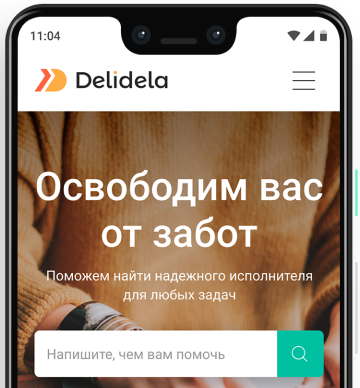 11:04
Delidela
Освободим вас
от забот
Поможем найти надежного исполнителя
для любых задач
Напишите, чем вам помочь